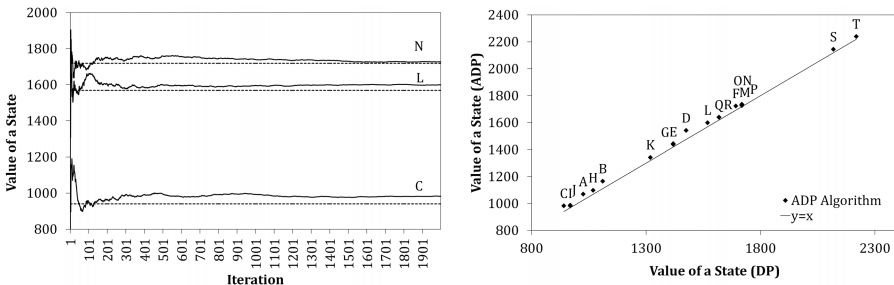 2000
1800
1600
1400
1200
1000
800
Value of a State
N
L
C
1
101
201
301
401
501
601
701
801
901
1001
1101
1201
1301
1401
1501
1601
1701
1801
1901
Iteration
2400
2200
2000
1800
1600
1400
1200
1000
800
Value of a State (ADP)
T
S
ON
FMP
QR
L
D
GE
K
B
H
A
J
CI
ADP Algorithm
y=x
800
1300
1800
2300
Value of a State (DP)